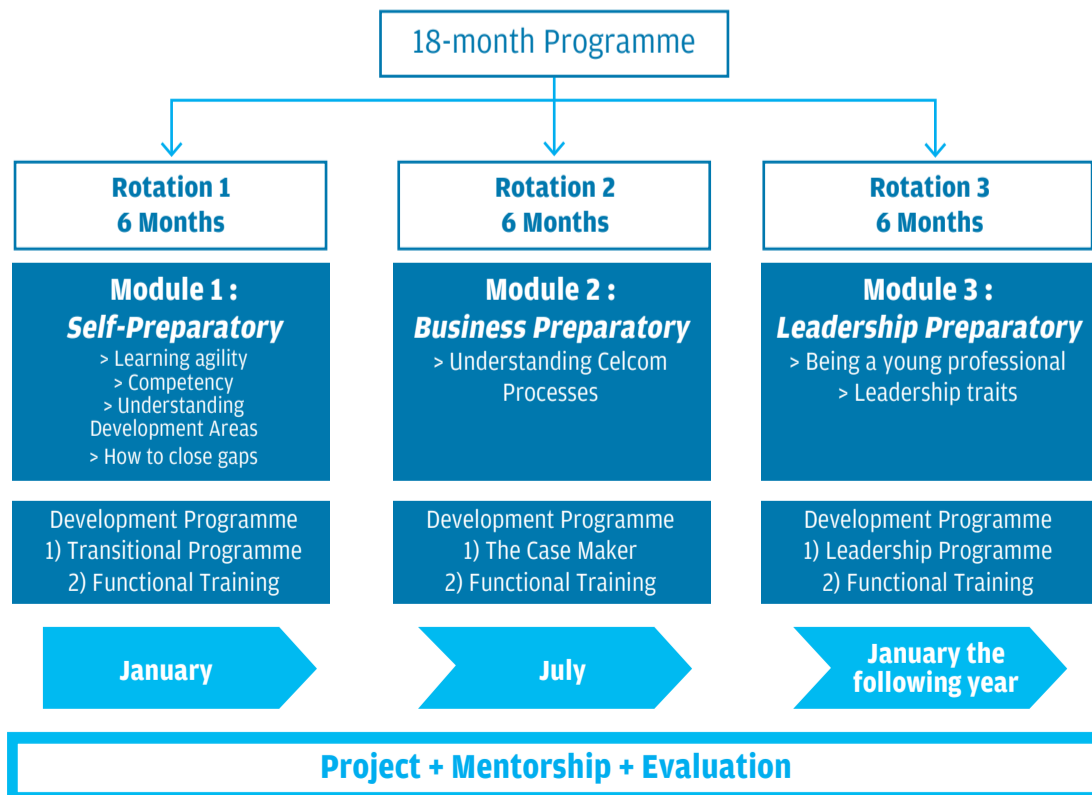 18-month Programme
Rotation 1
6 Months
Module 1 :
Self-Preparatory
> Learning agility
> Competency
> Understanding
Development Areas
> How to close gaps
Development Programme
1) Transitional Programme
2) Functional Training
January
Rotation 2
6 Months
Module 2 :
Business Preparatory
> Understanding Celcom
Processes
Development Programme
1) The Case Maker
2) Functional Training
July
Rotation 3
6 Months
Module 3 :
Leadership Preparatory
> Being a young professional
> Leadership traits
Development Programme
1) Leadership Programme
2) Functional Training
January the
following year
Project + Mentorship + Evaluation